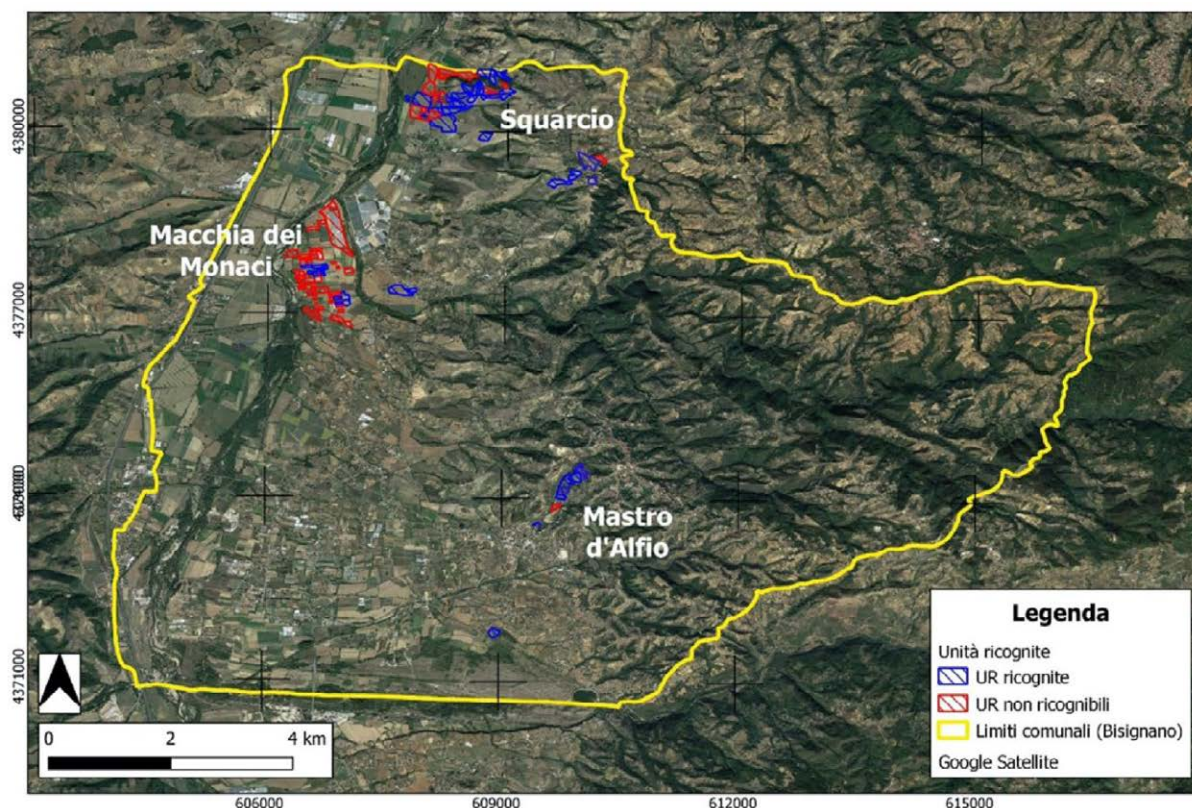 4380000
Squarcio
Macchia dei
Monaci
4377000
Mastro
d'Alfio
4371000
0 2 4 km
606000 609000 612000 615000
Legenda
Unità ricognite
UR ricognite
UR non ricognibili
Limiti comunali (Bisignano)
Google Satellite